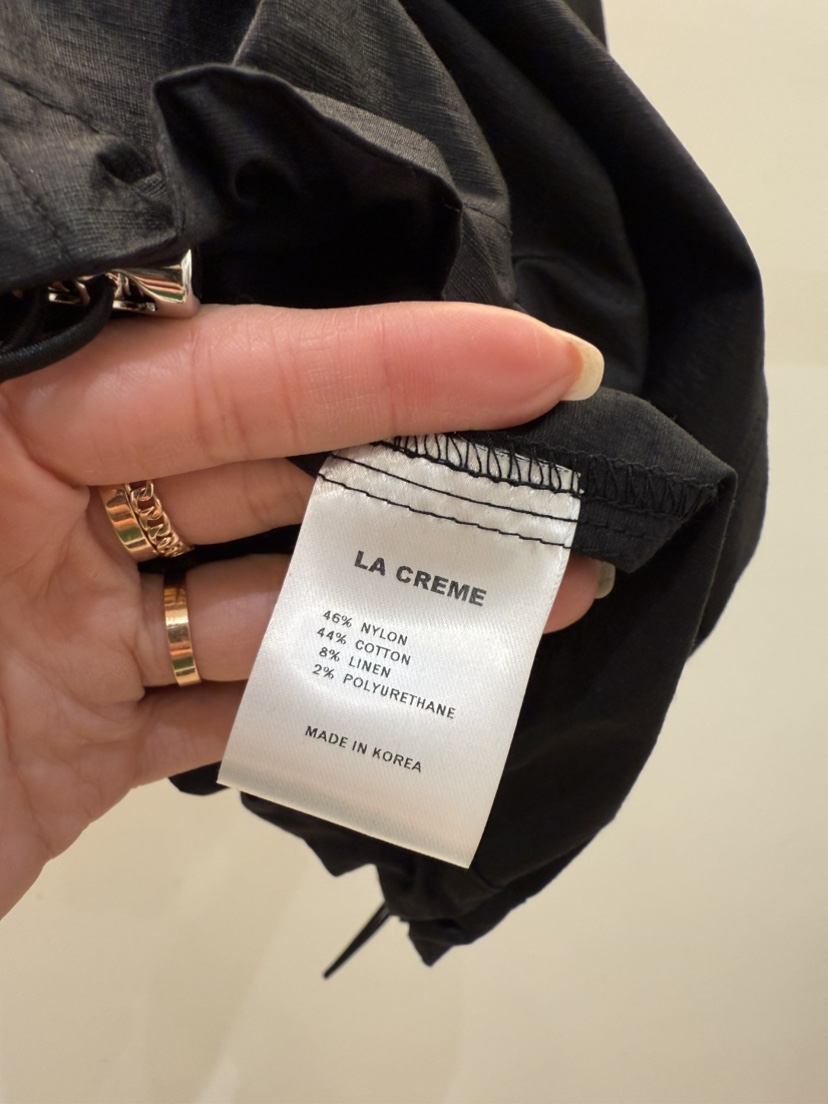 LA CREME
46% NYLON
44% COTTON
8% LINEN
2% POLYURETHANE
MADE IN KOREA